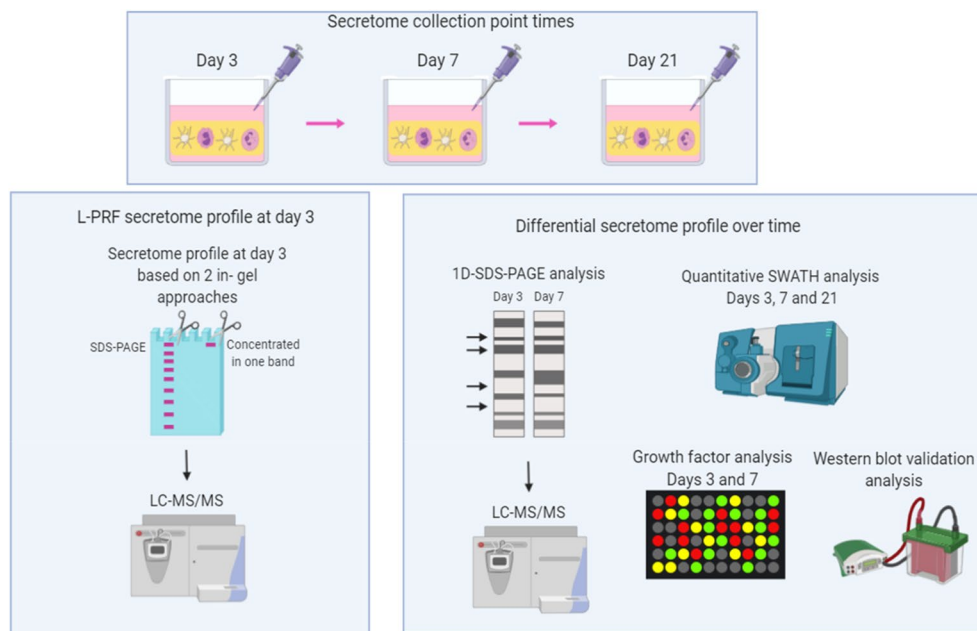 Secretome collection point times
Day 3
Day 7
Day 21
L-PRF secretome profile at day 3
Secretome profile at day 3
based on 2 in- gel
approaches
SDS-PAGE
Concentrated
in one band
LC-MS/MS
Differential secretome profile over time
1D-SDS-PAGE analysis
Day 3
Day 7
LC-MS/MS
Quantitative SWATH analysis
Days 3, 7 and 21
Growth factor analysis
Days 3 and 7
Western blot validation
analysis